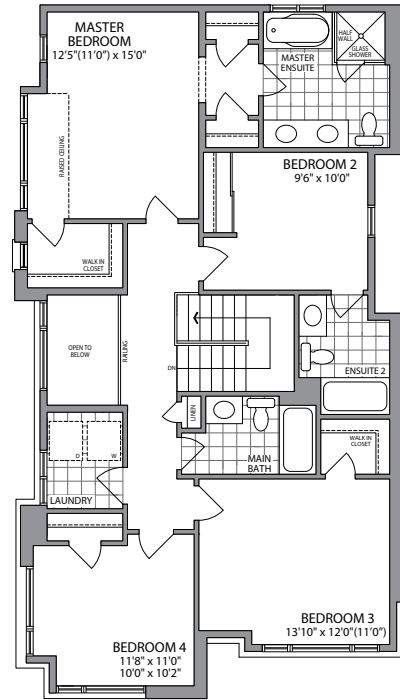 MASTER
BEDROOM
12'5"(11'0") x 15'0"
HALF
WALL
GLASS
SHOWER
MASTER
ENSUITE
RAISED CEILING
BEDROOM 2
9'6" x 10'0"
WALK IN
CLOSET
OPEN TO
BELOW
RAILING
DN
ENSUITE 2
LINEN
WALK IN
CLOSET
MAIN
BATH
D
W
LAUNDRY
BEDROOM 3
13'10" x 12'0"(11'0")
BEDROOM 4
11'8" x 11'0"
10'0" x 10'2"